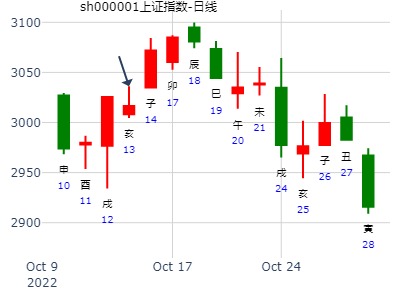 sh000001上证指数-日线
3100
3050
3000
2950
2900
申
10
酉
11
戌
12
亥
13
子
14
卯
17
辰
18
巳
19
午
20
未
21
戌
24
亥
25
子
26
丑
27
寅
28
Oct 9
2022
Oct 17
Oct 24